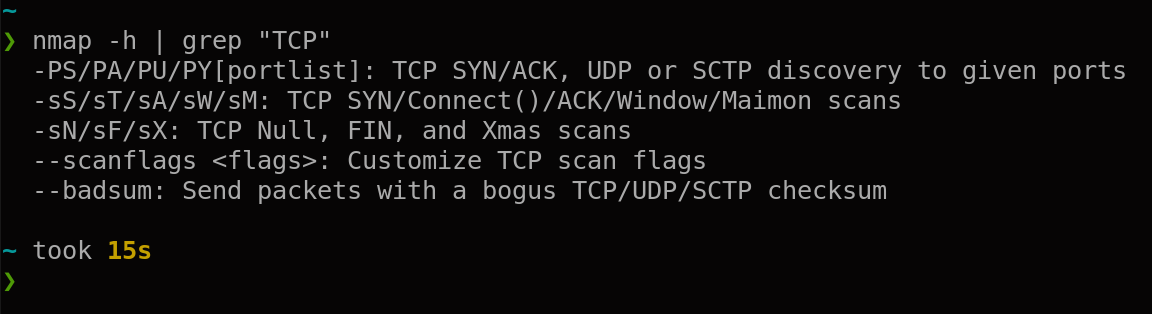 ~
❯ nmap -h | grep "TCP"
  -PS/PA/PU/PY[portlist]: TCP SYN/ACK, UDP or SCTP discovery to given ports
  -sS/sT/sA/sW/sM: TCP SYN/Connect()/ACK/Window/Maimon scans
  -sN/sF/sX: TCP Null, FIN, and Xmas scans
  --scanflags <flags>: Customize TCP scan flags
  --badsum: Send packets with a bogus TCP/UDP/SCTP checksum
~ took 15s
❯